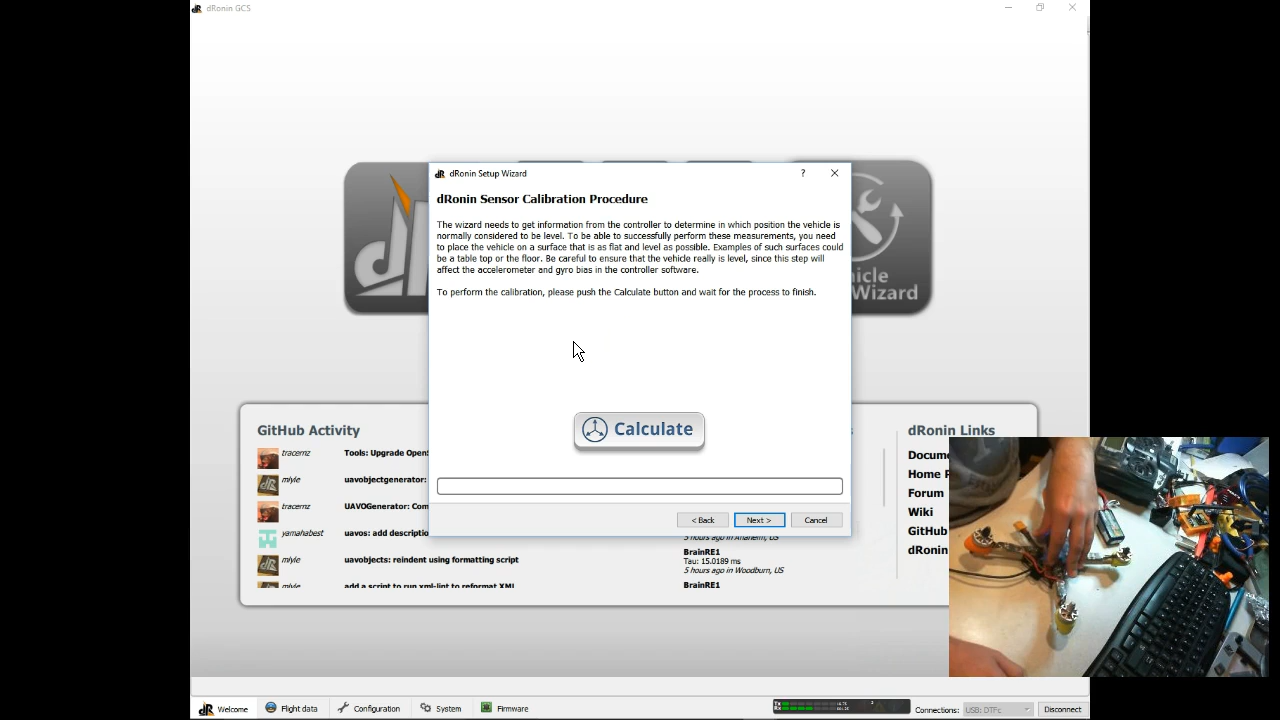 dRonin GCS
dRonin Setup Wizard
?
dRonin Sensor Calibration Procedure
The wizard needs to get information from the controller to determine in which position the vehicle is
normally considered to be level. To be able to successfully perform these measurements, you need
to place the vehicle on a surface that is as flat and level as possible. Examples of such surfaces could
be a table top or the floor. Be careful to ensure that the vehicle really is level, since this step will
affect the accelerometer and gyro bias in the controller software.
To perform the calibration, please push the Calculate button and wait for the process to finish.
Calculate
< Back
Next >
Cancel
Wizard
GitHub Activity
tracernz
Tools: Upgrade Open
mlyle
uavobjectgenerator:
tracernz
UAVOGenerator: Com
yamahabest
uavos: add descriptio
mlyle
uavobjects: reindent using formatting script
mlyle
add a script to run xml-lint to reformat XML
5 hours ago in Anaheim, US
BrainRE1
Tau: 15.0189 ms
5 hours ago in Woodburn, US
BrainRE1
dRonin Links
Docume
Home P
Forum
Wiki
GitHub
dRonin
Welcome
Flight data
Configuration
System
Firmware
Connections:
USB: DTFc
Disconnect